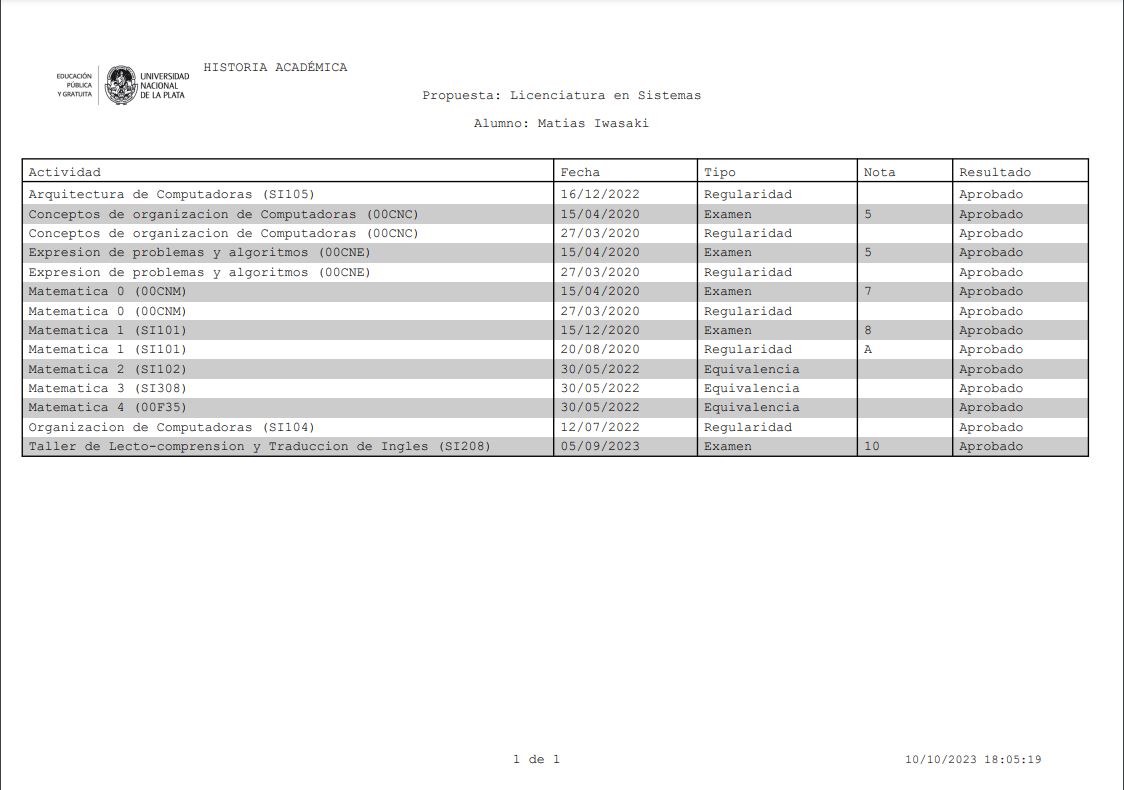 EDUCACIÓN
PÚBLICA
Y GRATUITA
UNIVERSIDAD
NACIONAL
DE LA PLATA
HISTORIA ACADÉMICA
Propuesta: Licenciatura en Sistemas
Alumno: Matias Iwasaki
Actividad Fecha Tipo Nota Resultado
Arquitectura de Computadoras (SI105) 16/12/2022 Regularidad Aprobado
Conceptos de organizacion de Computadoras (00CNC) 15/04/2020 Examen 5 Aprobado
Conceptos de organizacion de Computadoras (00CNC) 27/03/2020 Regularidad Aprobado
Expresion de problemas y algoritmos (00CNE) 15/04/2020 Examen 5 Aprobado
Expresion de problemas y algoritmos (00CNE) 27/03/2020 Regularidad Aprobado
Matematica 0 (00CNM) 15/04/2020 Examen 7 Aprobado
Matematica 0 (00CNM) 27/03/2020 Regularidad Aprobado
Matematica 1 (SI101) 15/12/2020 Examen 8 Aprobado
Matematica 1 (SI101) 20/08/2020 Regularidad A Aprobado
Matematica 2 (SI102) 30/05/2022 Equivalencia Aprobado
Matematica 3 (SI308) 30/05/2022 Equivalencia Aprobado
Matematica 4 (00F35) 30/05/2022 Equivalencia Aprobado
Organizacion de Computadoras (SI104) 12/07/2022 Regularidad Aprobado
Taller de Lecto-comprension y Traduccion de Ingles (SI208) 05/09/2023 Examen 10 Aprobado
1 de 1 10/10/2023 18:05:19